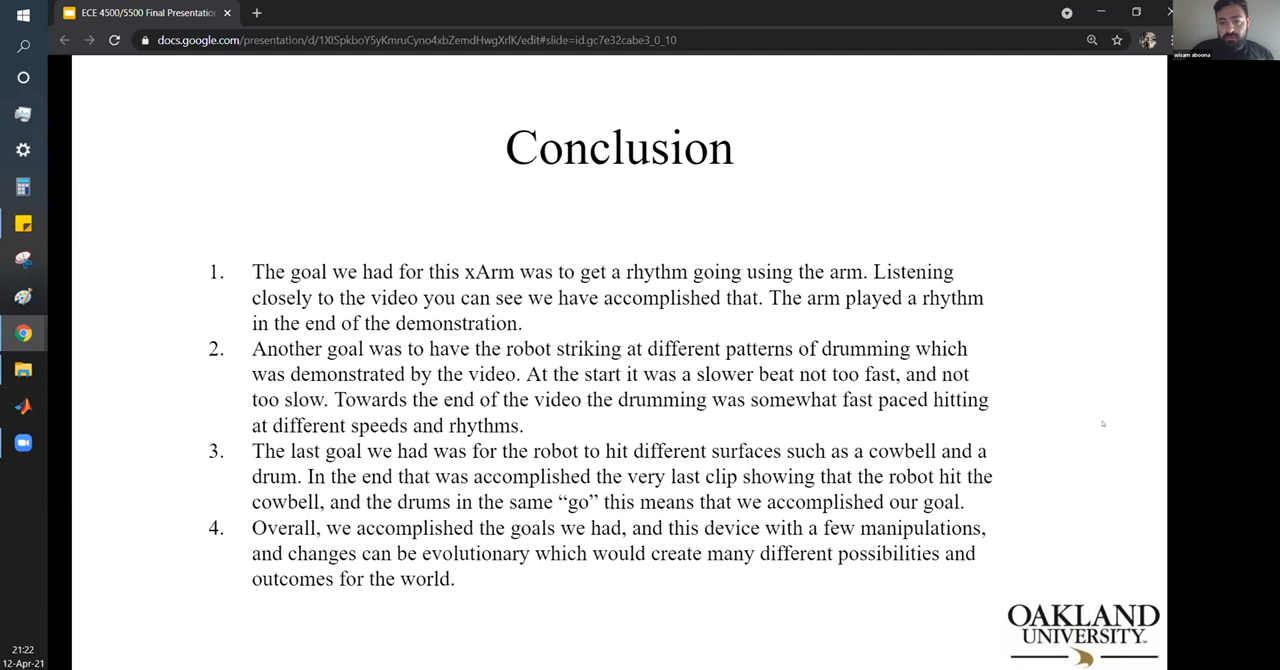 ECE 4500/5500 Final Presentatio
docs.google.com/presentation/d/1XISpkboY5yKmruCyno4xbZemdHwgXrlK/edit#slide=id.gc7e32cabe3_0_10
wisam aboona
Conclusion
1. The goal we had for this xArm was to get a rhythm going using the arm. Listening
closely to the video you can see we have accomplished that. The arm played a rhythm
in the end of the demonstration.
2. Another goal was to have the robot striking at different patterns of drumming which
was demonstrated by the video. At the start it was a slower beat not too fast, and not
too slow. Towards the end of the video the drumming was somewhat fast paced hitting
at different speeds and rhythms.
3. The last goal we had was for the robot to hit different surfaces such as a cowbell and a
drum. In the end that was accomplished the very last clip showing that the robot hit the
cowbell, and the drums in the same “go” this means that we accomplished our goal.
4. Overall, we accomplished the goals we had, and this device with a few manipulations,
and changes can be evolutionary which would create many different possibilities and
outcomes for the world.
OAKLAND
UNIVERSITY™
21:22
12-Apr-21